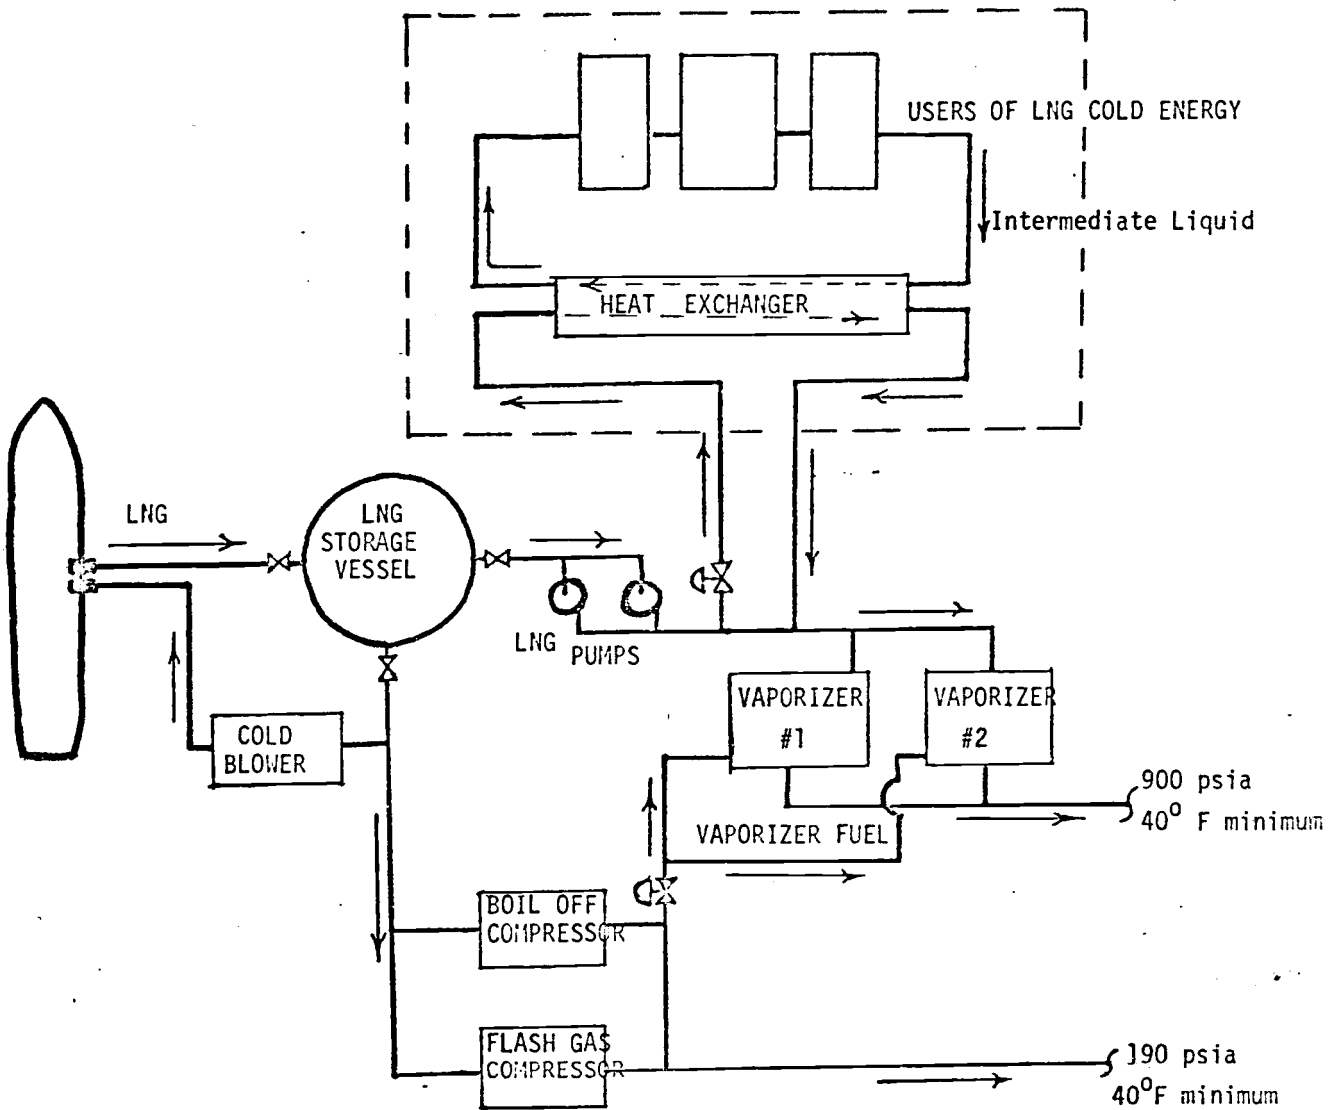 USERS OF LNG COLD ENERGY
Intermediate Liquid
HEAT EXCHANGER
LNG
LNG
STORAGE
VESSEL
LNG PUMPS
COLD
BLOWER
VAPORIZER
#1
VAPORIZER
#2
900 psia
40° F minimum
VAPORIZER FUEL
BOIL OFF
COMPRESSOR
FLASH GAS
COMPRESSOR
190 psia
40°F minimum